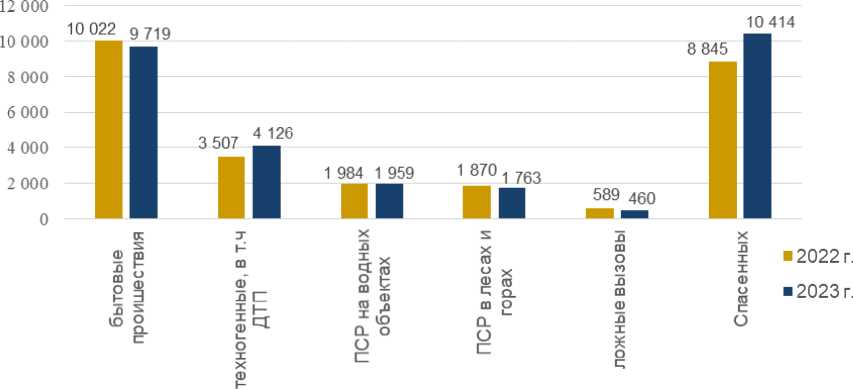 12 000
10 000
8 000
6 000
4 000
2 000
0
10 022
9 719
3 507
4 126
1 984
1 959
1 870
1 763
589
460
8 845
10 414
бытовые
проишествия
техногенные, в т.ч
ДТП
ПСР на водных
объектах
ПСР в лесах и
горах
ложные вызовы
Спасенных
2022 г.
2023 г.